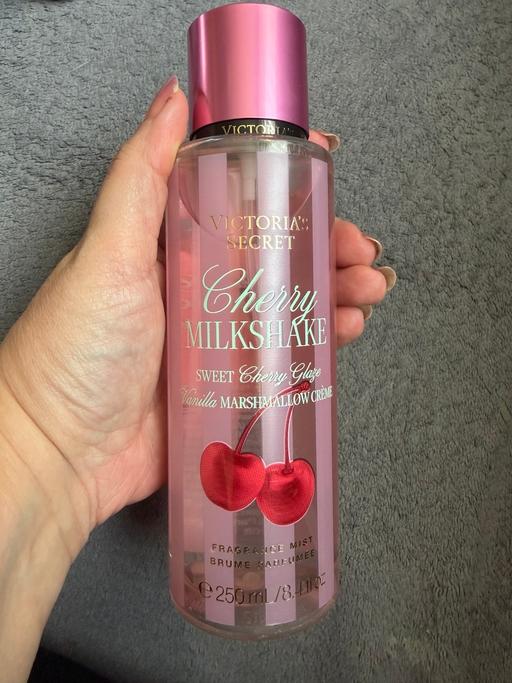 VICTORIA'S
VICTORIA'S
SECRET
Cherry
MILKSHAKE
SWEET Cherry Glaze
Vanilla MARSHMALLOW CRÈME
FRAGRANCE MIST
BRUME PARFUMÉE
℮ 250 mL / 8.4 fl oz